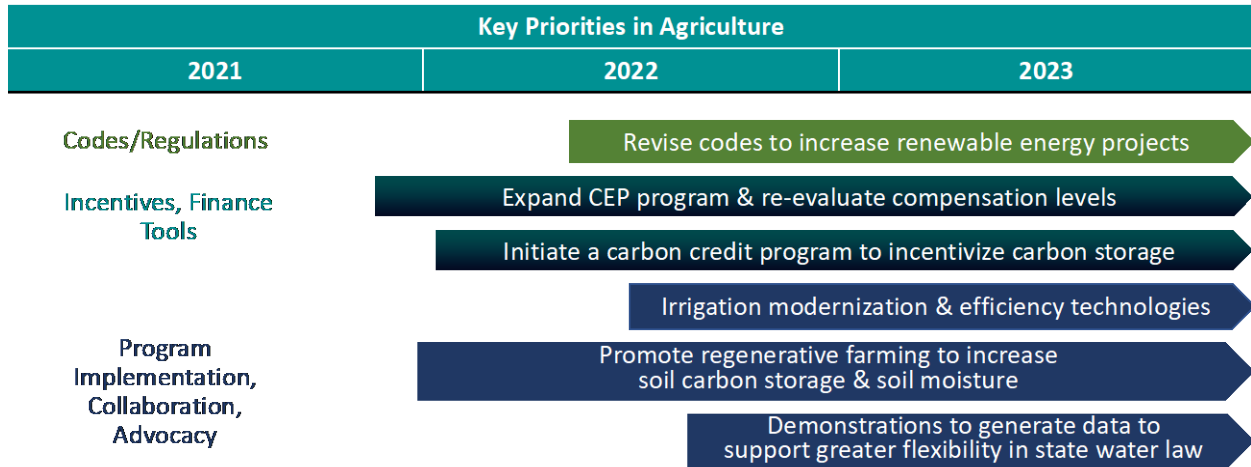 Key Priorities in Agriculture
2021 2022 2023
Codes/Regulations
Revise codes to increase renewable energy projects
Incentives, Finance
Tools
Expand CEP program & re-evaluate compensation levels
Initiate a carbon credit program to incentivize carbon storage
Irrigation modernization & efficiency technologies
Program
Implementation,
Collaboration,
Advocacy
Promote regenerative farming to increase
soil carbon storage & soil moisture
Demonstrations to generate data to
support greater flexibility in state water law